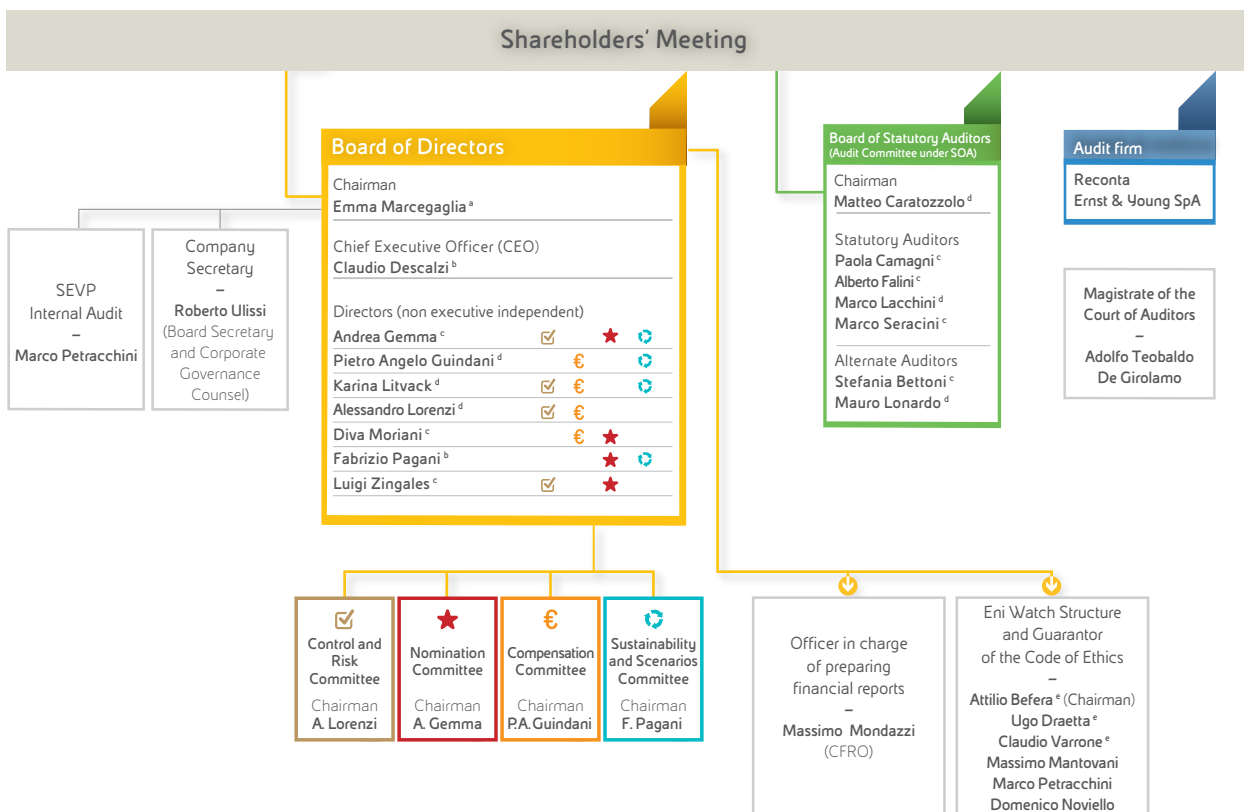 Shareholders' Meeting
Board of Directors
Chairman
Emma Marcegaglia a
Chief Executive Officer (CEO)
Claudio Descalzi b
Directors (non executive independent)
Andrea Gemma c
Pietro Angelo Guindani d €
Karina Litvack d €
Alessandro Lorenzi d €
Diva Moriani c €
Fabrizio Pagani b
Luigi Zingales c
Board of Statutory Auditors
(Audit Committee under SOA)
Chairman
Matteo Caratozzolo d
Statutory Auditors
Paola Camagni c
Alberto Falini c
Marco Lacchini d
Marco Seracini c
Alternate Auditors
Stefania Bettoni c
Mauro Lonardo d
Audit firm
Reconta
Ernst & Young SpA
Magistrate of the
Court of Auditors
–
Adolfo Teobaldo
De Girolamo
SEVP
Internal Audit
–
Marco Petracchini
Company
Secretary
–
Roberto Ulissi
(Board Secretary
and Corporate
Governance
Counsel)
Control and
Risk
Committee
Chairman
A. Lorenzi
Nomination
Committee
Chairman
A. Gemma
€
Compensation
Committee
Chairman
P.A. Guindani
Sustainability
and Scenarios
Committee
Chairman
F. Pagani
Officer in charge
of preparing
financial reports
–
Massimo Mondazzi
(CFRO)
Eni Watch Structure
and Guarantor
of the Code of Ethics
–
Attilio Befera e (Chairman)
Ugo Draetta e
Claudio Varrone e
Massimo Mantovani
Marco Petracchini
Domenico Noviello